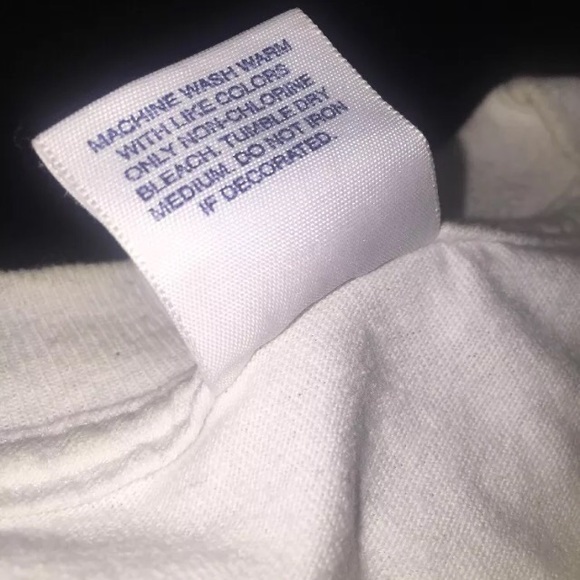 MACHINE WASH WARM
WITH LIKE COLORS
ONLY NON-CHLORINE
BLEACH. TUMBLE DRY
MEDIUM. DO NOT IRON
IF DECORATED.